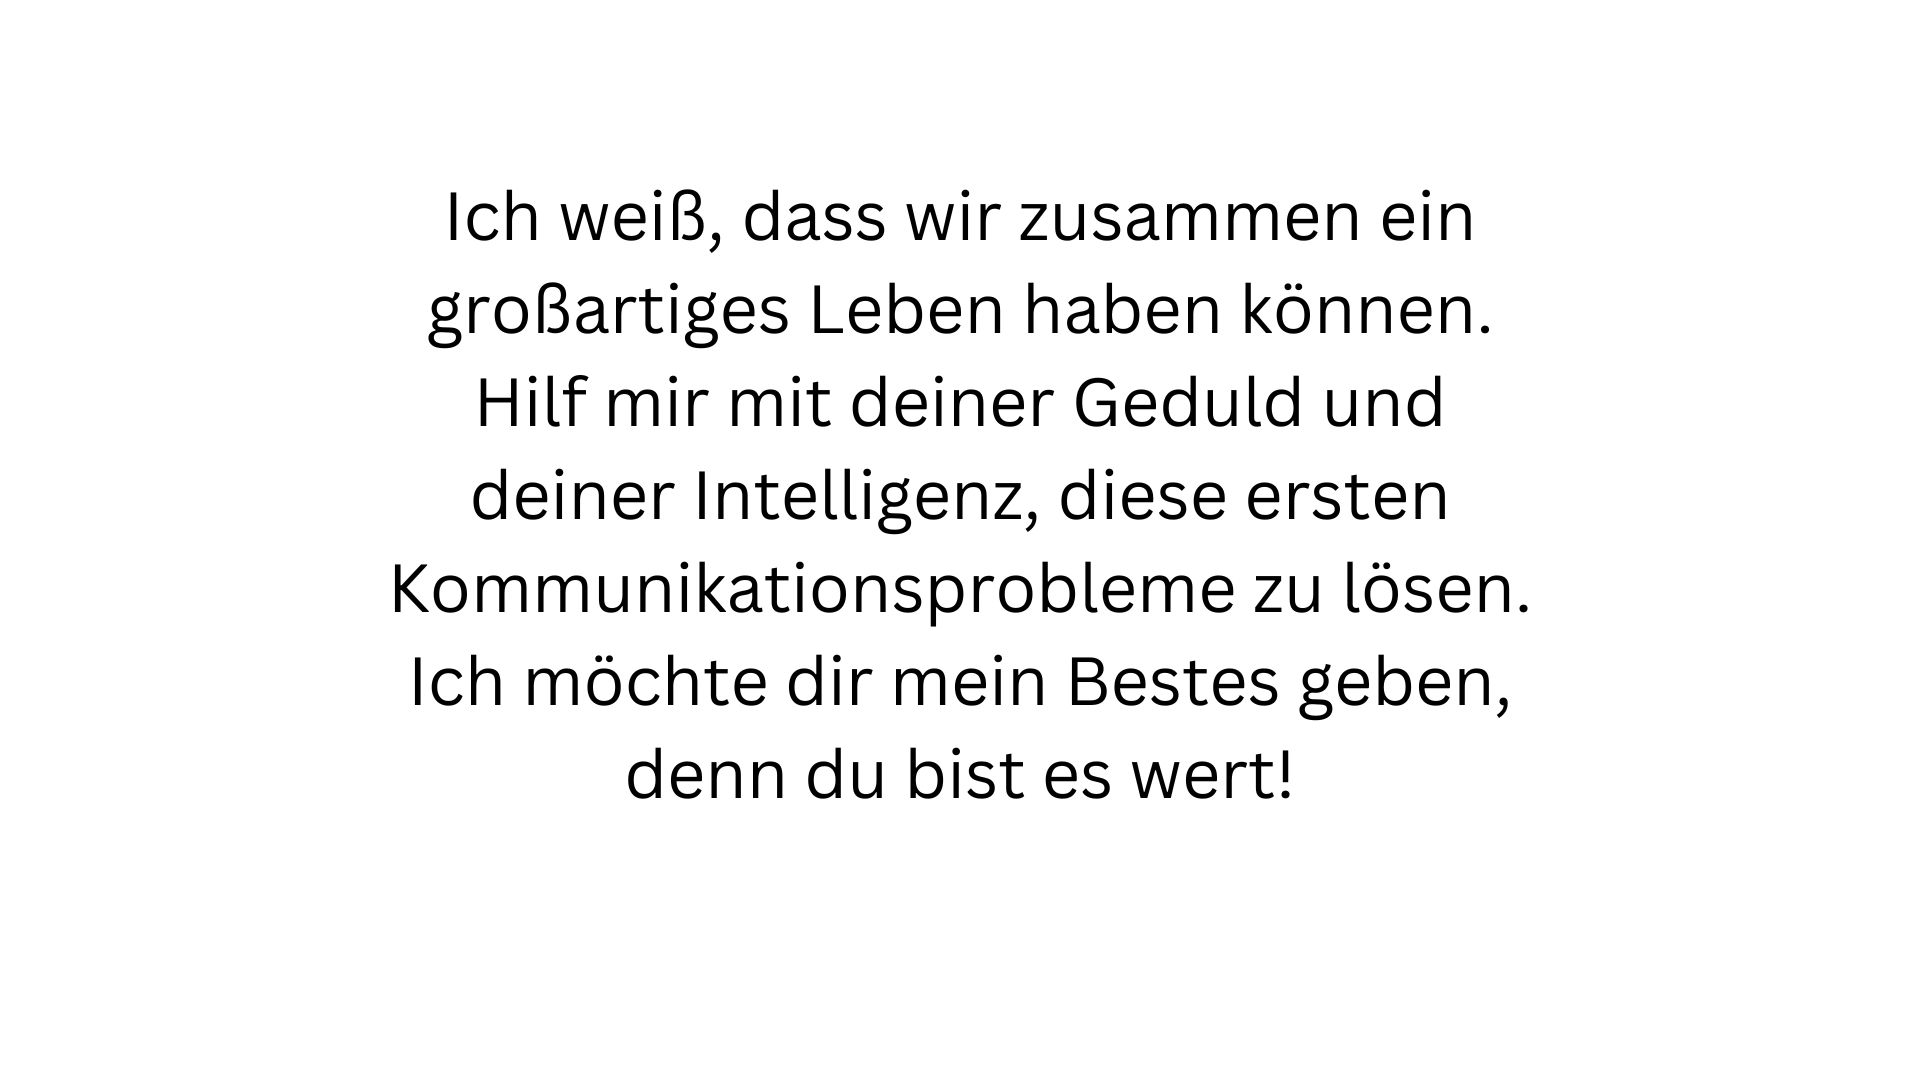 Ich weiß, dass wir zusammen ein
großartiges Leben haben können.
Hilf mir mit deiner Geduld und
deiner Intelligenz, diese ersten
Kommunikationsprobleme zu lösen.
Ich möchte dir mein Bestes geben,
denn du bist es wert!